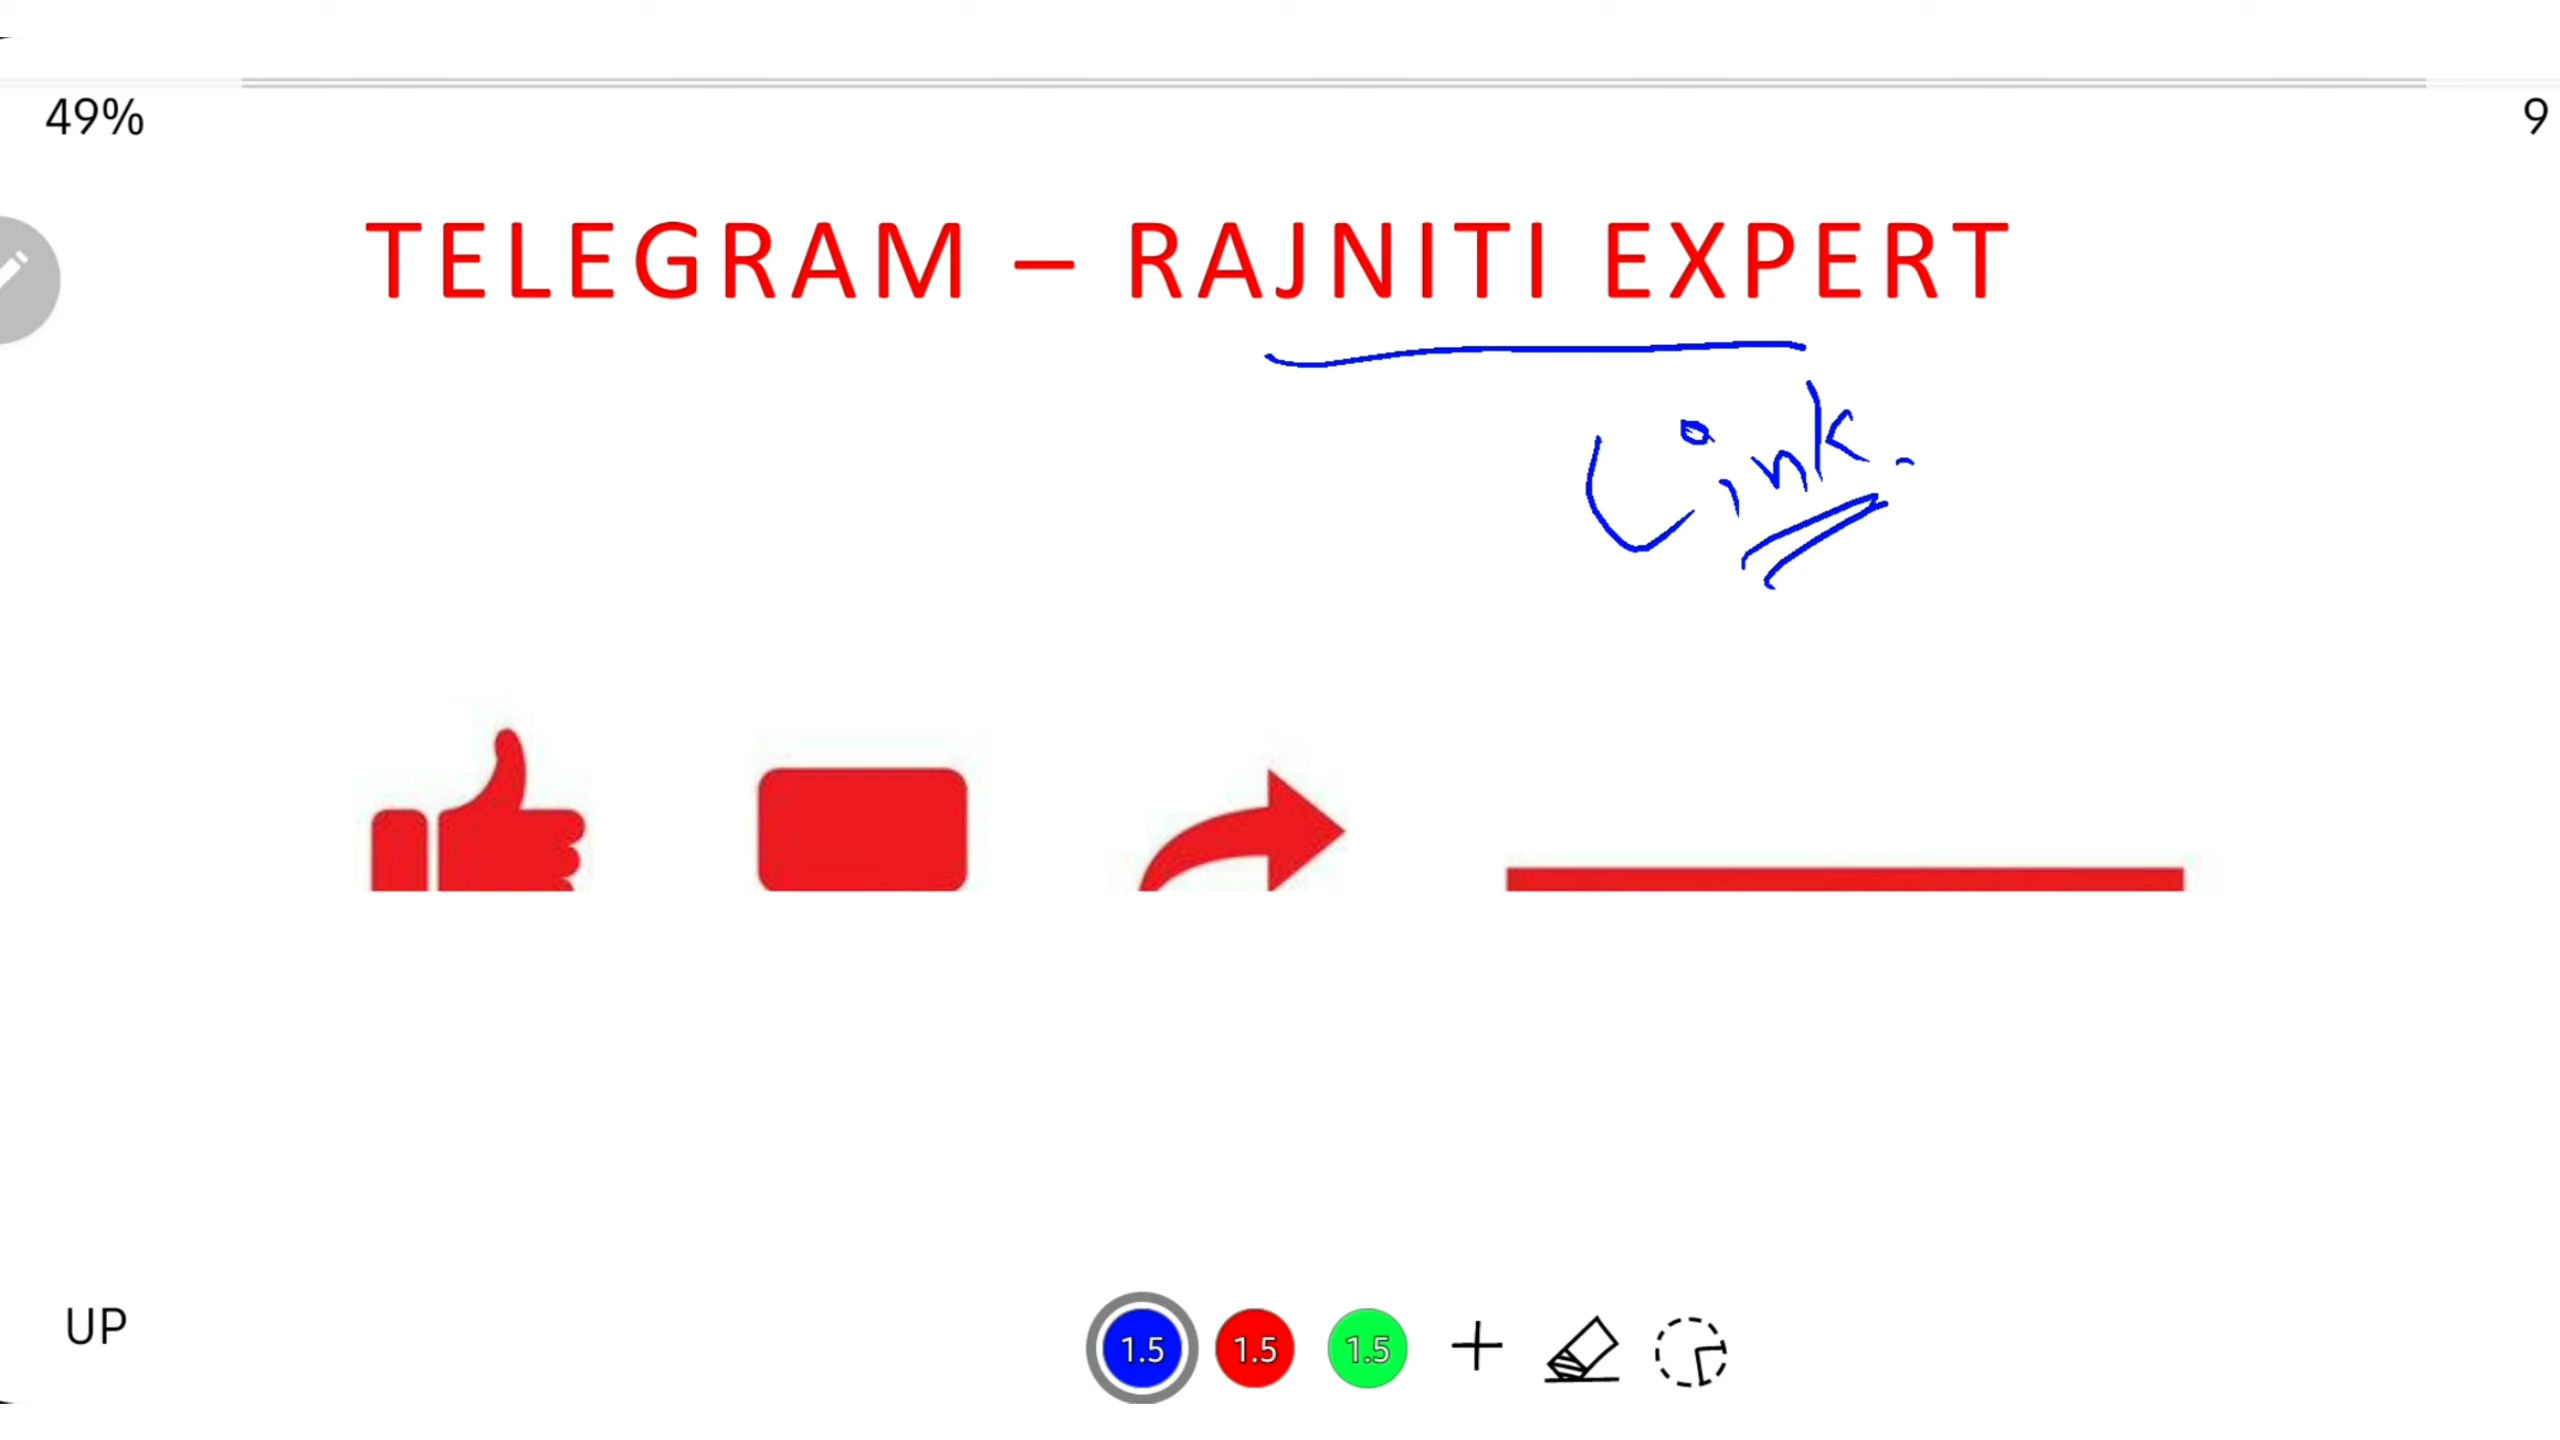 49%
9
TELEGRAM – RAJNITI EXPERT
Link.
UP
1.5 1.5 1.5